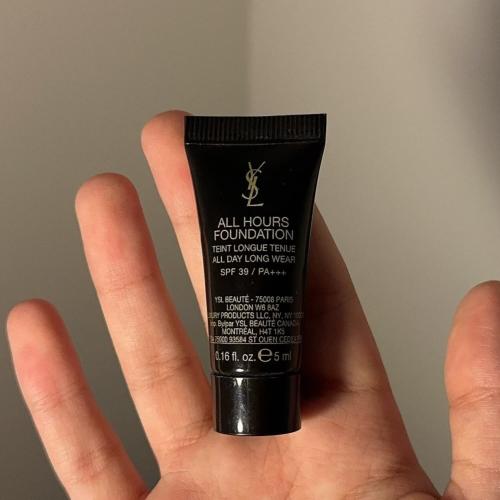 YSL
ALL HOURS
FOUNDATION
TEINT LONGUE TENUE
ALL DAY LONG WEAR
SPF 39 / PA+++
YSL BEAUTÉ - 75008 PARIS
LONDON W6 8AZ
PRODUCTS LLC, NY, NY
YSL BEAUTÉ CANADA
MONTRÉAL, H4T 1K5
93584 ST OUEN
0.16 fl. oz. ℮ 5 ml